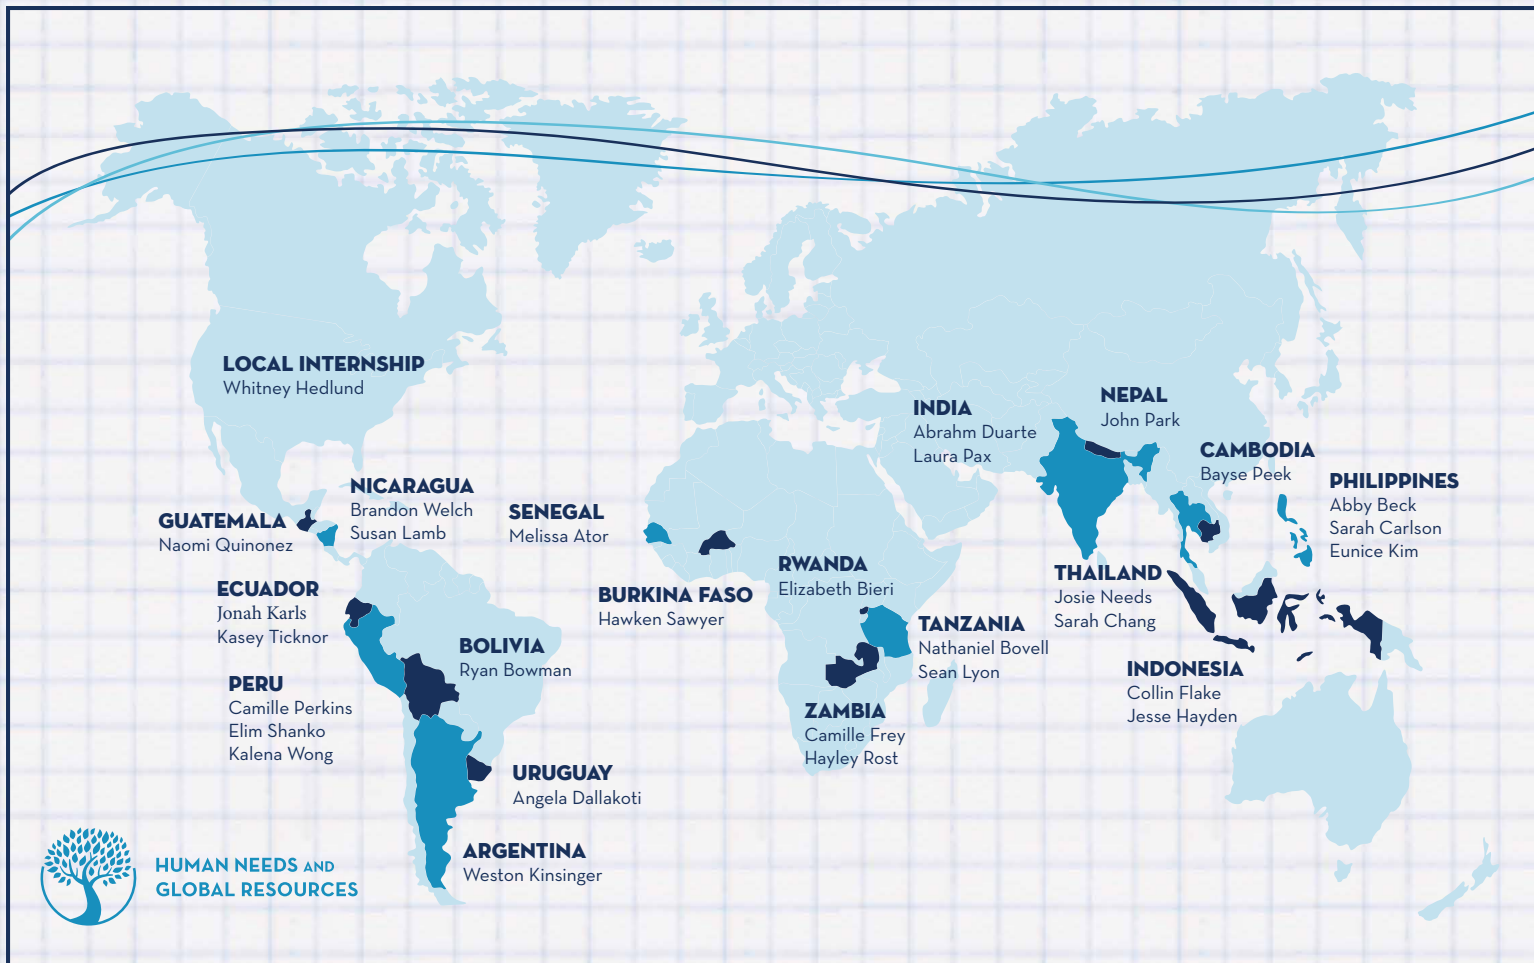 LOCAL INTERNSHIP
Whitney Hedlund
NICARAGUA
Brandon Welch
Susan Lamb
GUATEMALA
Naomi Quinonez
ECUADOR
Jonah Karls
Kasey Ticknor
PERU
Camille Perkins
Elim Shanko
Kalena Wong
BOLIVIA
Ryan Bowman
URUGUAY
Angela Dallakoti
ARGENTINA
Weston Kinsinger
SENEGAL
Melissa Ator
BURKINA FASO
Hawken Sawyer
RWANDA
Elizabeth Bieri
TANZANIA
Nathaniel Bovell
Sean Lyon
ZAMBIA
Camille Frey
Hayley Rost
INDIA
Abrahm Duarte
Laura Pax
NEPAL
John Park
CAMBODIA
Bayse Peek
PHILIPPINES
Abby Beck
Sarah Carlson
Eunice Kim
THAILAND
Josie Needs
Sarah Chang
INDONESIA
Collin Flake
Jesse Hayden
HUMAN NEEDS AND
GLOBAL RESOURCES